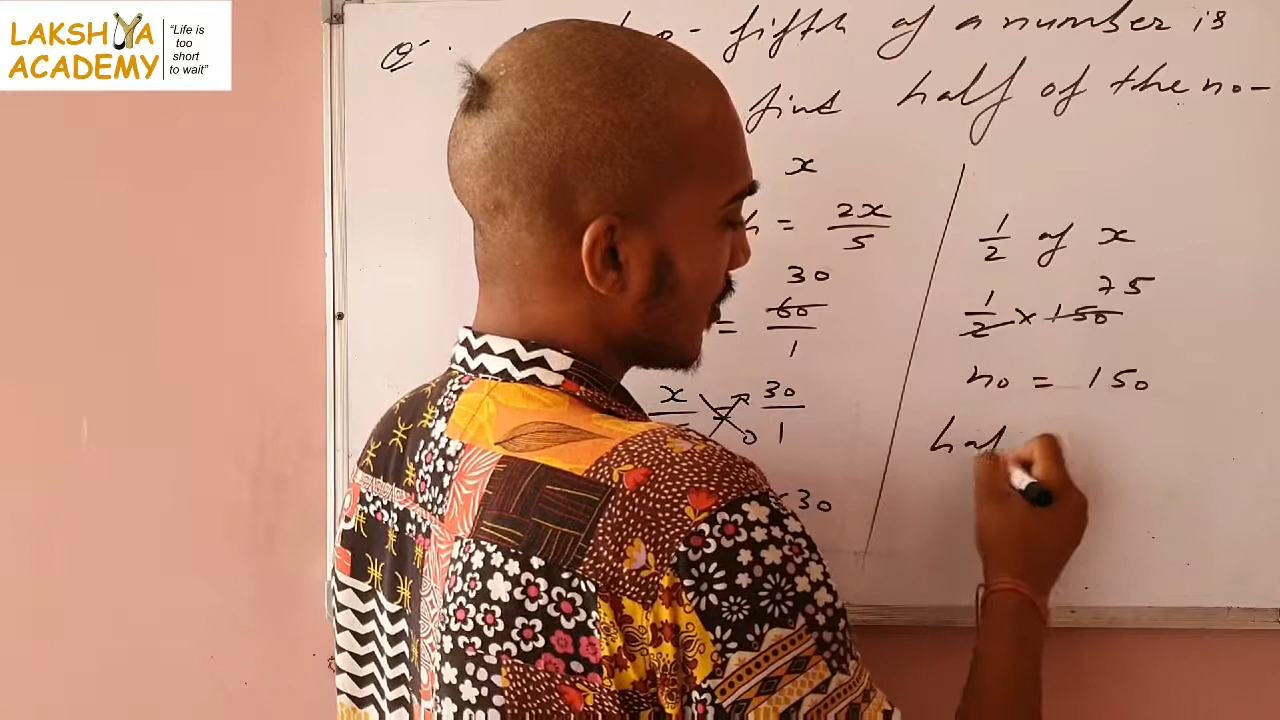 LAKSHYA
ACADEMY
"Life is
too
short
to wait"
Q. - fifth of a number is
find half of the no-
x
= 2x/5
30
= 60/1
x 30/1
30
1/2 of x
75
1/2 × 150
no = 150
half